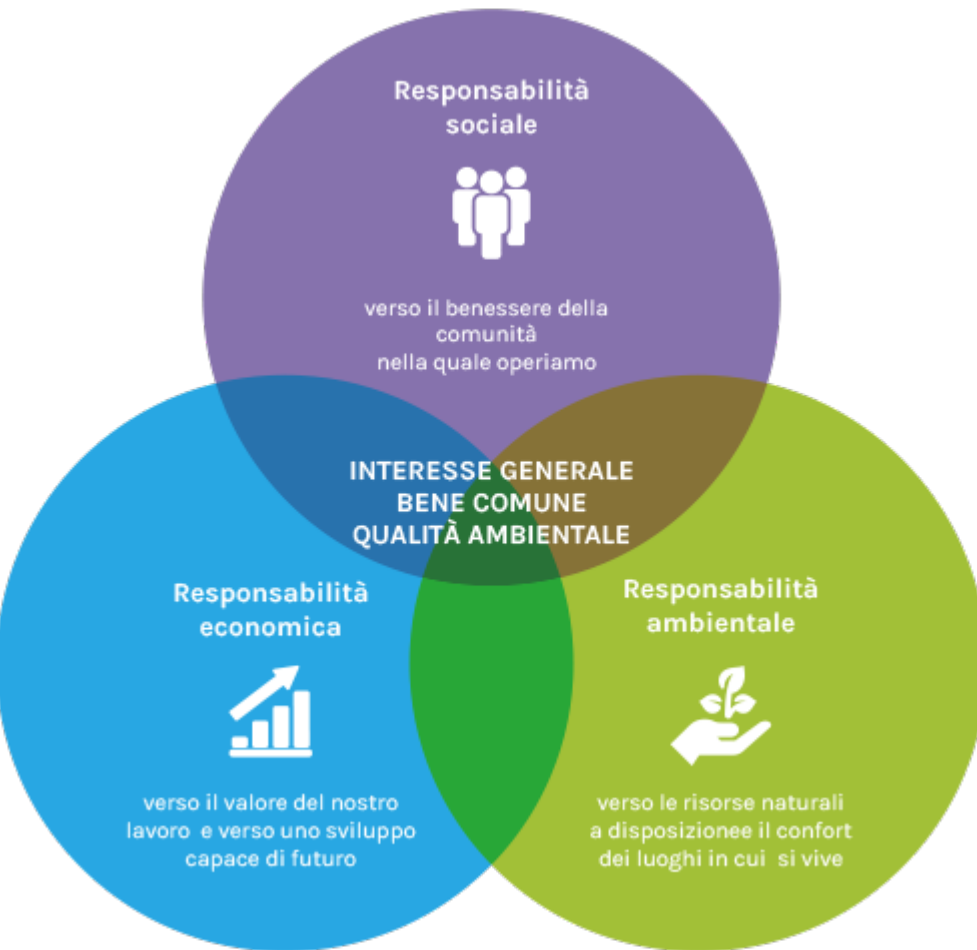 Responsabilità
sociale
verso il benessere della
comunità
nella quale operiamo
INTERESSE GENERALE
BENE COMUNE
QUALITÀ AMBIENTALE
Responsabilità
economica
verso il valore del nostro
lavoro e verso uno sviluppo
capace di futuro
Responsabilità
ambientale
verso le risorse naturali
a disposizionee il confort
dei luoghi in cui si vive